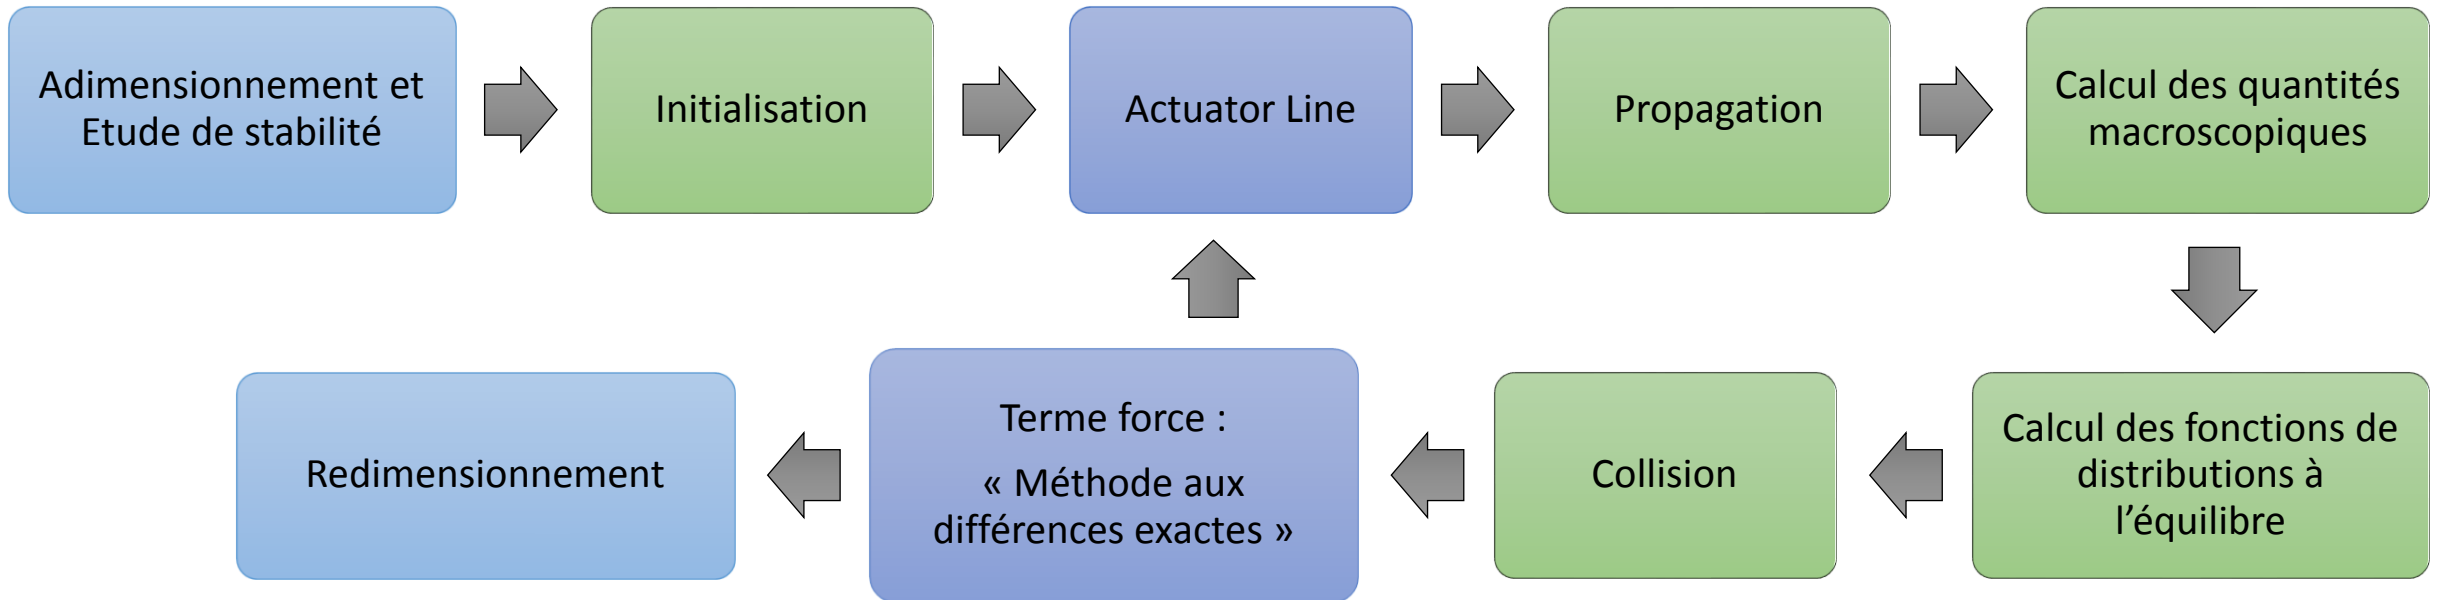 Adimensionnement et
Etude de stabilité
Initialisation
Actuator Line
Propagation
Calcul des quantités
macroscopiques
Redimensionnement
Terme force :
« Méthode aux
différences exactes »
Collision
Calcul des fonctions de
distributions à
l’équilibre